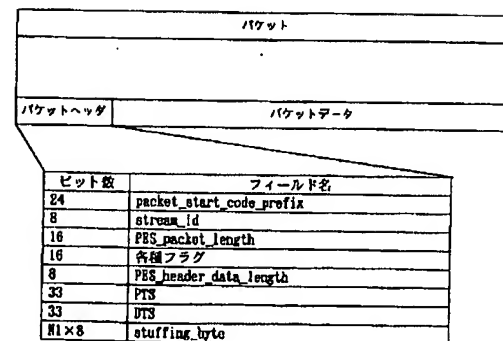 パケット
パケットヘッダ パケットデータ
ビット数 フィールド名
24 packet_start_code_prefix
8 stream_id
16 PES_packet_length
16 各種フラグ
8 PES_header_data_length
33 PTS
33 DTS
N1×8 stuffing_byte